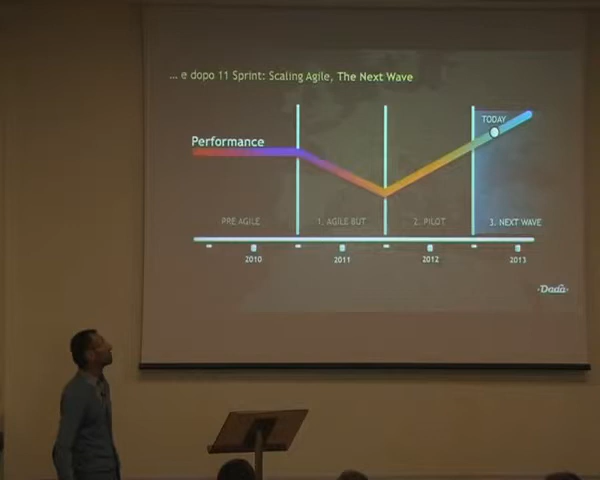 ... e dopo 11 Sprint: Scaling Agile, The Next Wave
TODAY
Performance
PRE AGILE
1. AGILE BUT
2. PILOT
3. NEXT WAVE
2010
2011
2012
2013
Dada